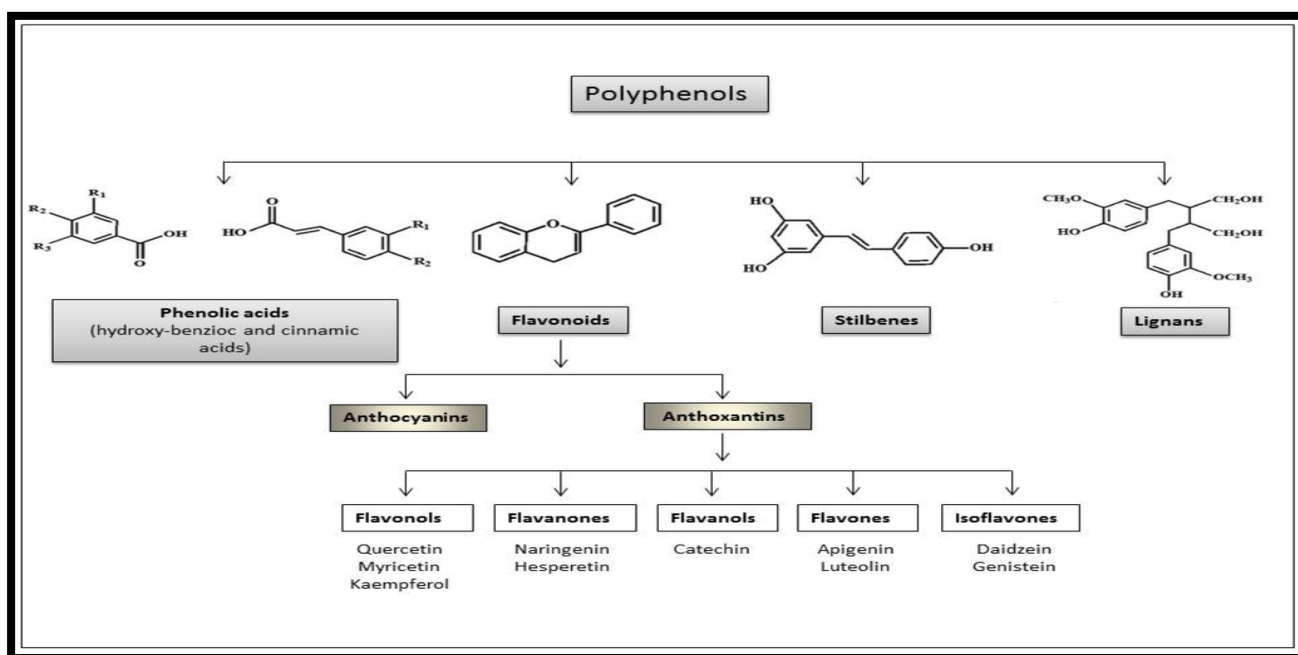 Polyphenols
R₁
R₂
R₃
OH
O
O
HO
R₁
R₂
O
HO
HO
OH
CH₃O
HO
CH₂OH
CH₂OH
OCH₃
OH
Phenolic acids
(hydroxy-benzioc and cinnamic
acids)
Flavonoids
Stilbenes
Lignans
Anthocyanins
Anthoxantins
Flavonols
Flavanones
Flavanols
Flavones
Isoflavones
Quercetin
Myricetin
Kaempferol
Naringenin
Hesperetin
Catechin
Apigenin
Luteolin
Daidzein
Genistein